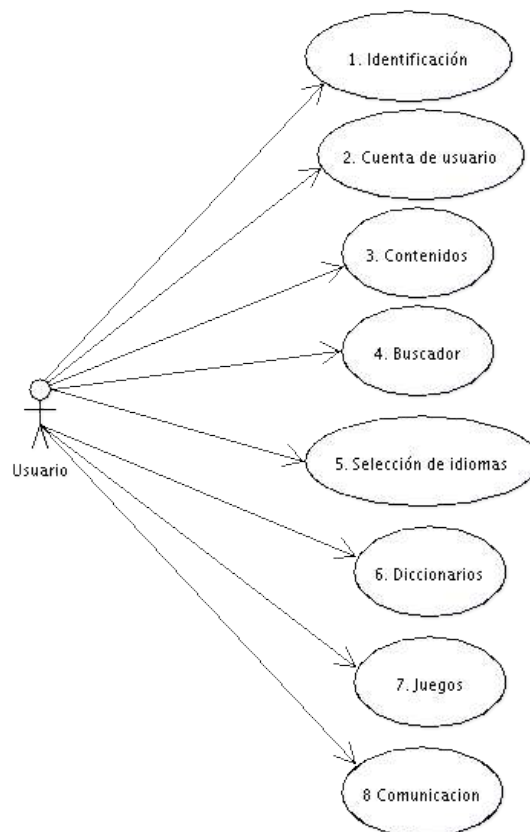 1. Identificación
2. Cuenta de usuario
3. Contenidos
4. Buscador
Usuario
5. Selección de idiomas
6. Diccionarios
7. Juegos
8 Comunicacion